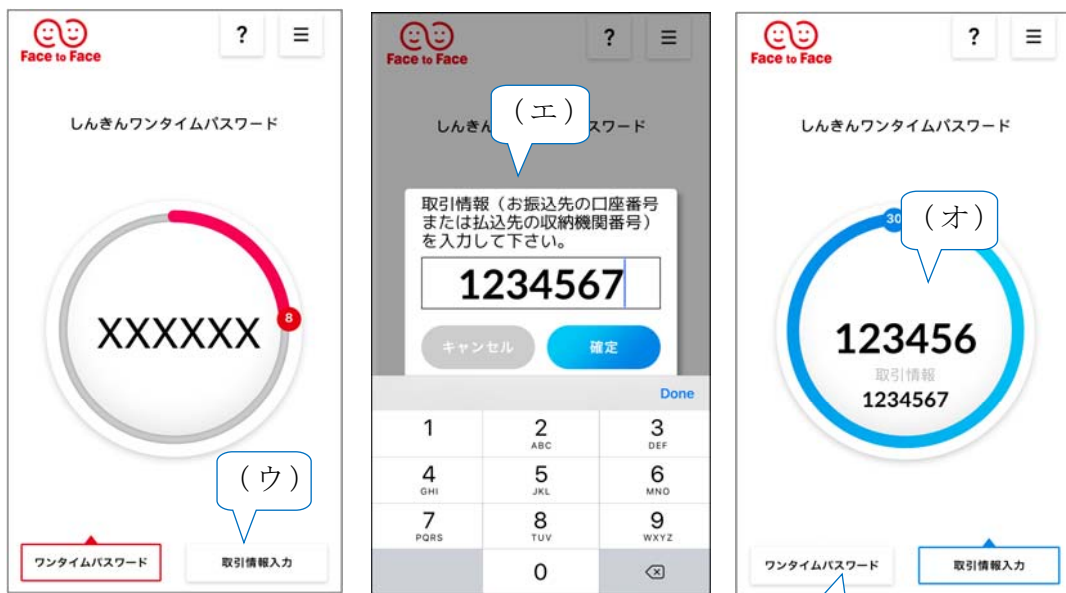 Face to Face
?
しんきんワンタイムパスワード
XXXXXX
8
(ウ)
ワンタイムパスワード
取引情報入力
Face to Face
?
(エ)
しんきん
スワード
取引情報(お振込先の口座番号
または払込先の収納機関番号)
を入力して下さい。
1234567
キャンセル
確定
Done
1
2
ABC
3
DEF
4
GHI
5
JKL
6
MNO
7
PQRS
8
TUV
9
WXYZ
0
Face to Face
?
しんきんワンタイムパスワード
30
(オ)
123456
取引情報
1234567
ワンタイムパスワード
取引情報入力